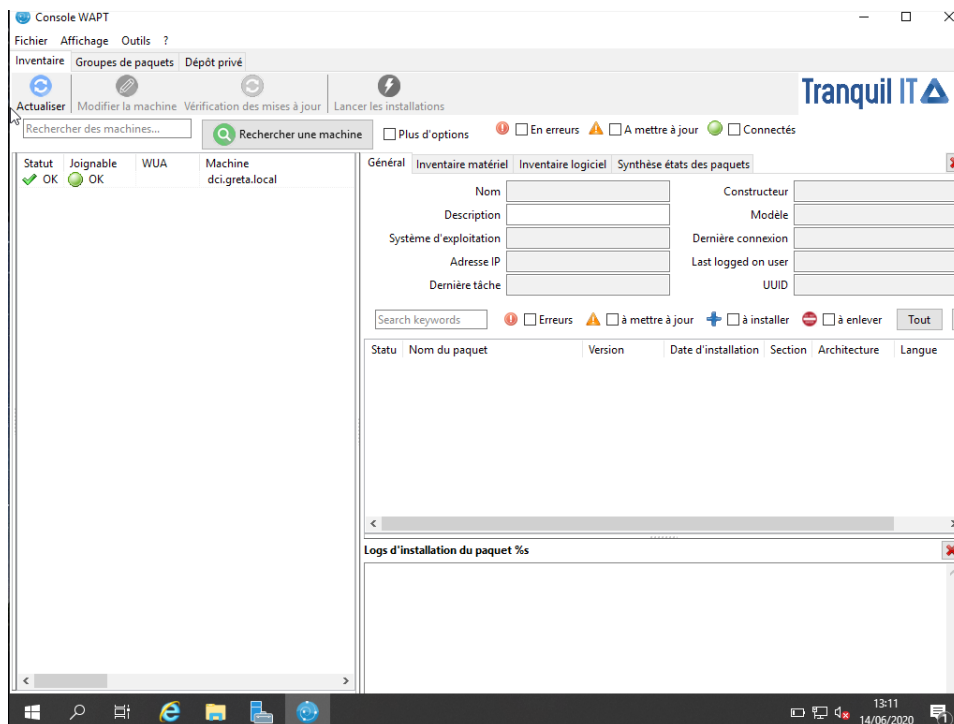 Console WAPT
Fichier Affichage Outils ?
Inventaire Groupes de paquets Dépôt privé
Actualiser Modifier la machine Vérification des mises à jour Lancer les installations
Tranquil IT
Rechercher des machines... Rechercher une machine Plus d'options En erreurs A mettre à jour Connectés
Statut Joignable WUA Machine
OK OK dci.greta.local
Général Inventaire matériel Inventaire logiciel Synthèse états des paquets
Nom Constructeur
Description Modèle
Système d'exploitation Dernière connexion
Adresse IP Last logged on user
Dernière tâche UUID
Search keywords Erreurs à mettre à jour à installer à enlever Tout
Statu Nom du paquet Version Date d'installation Section Architecture Langue
Logs d'installation du paquet %s
13:11
14/06/2020
1